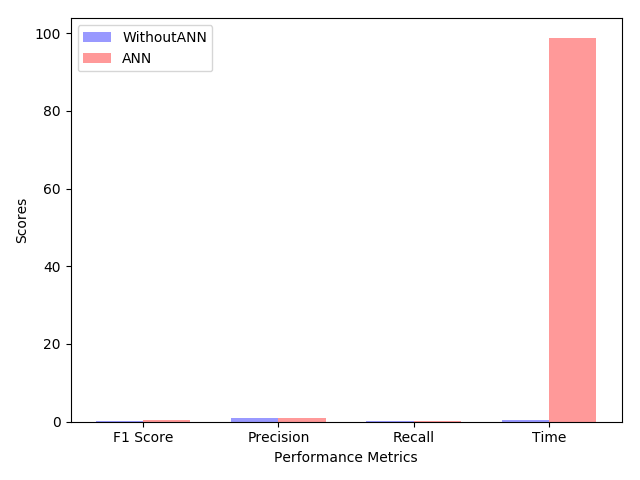 WithoutANN
ANN
100
80
60
40
20
0
Scores
F1 Score Precision Recall Time
Performance Metrics